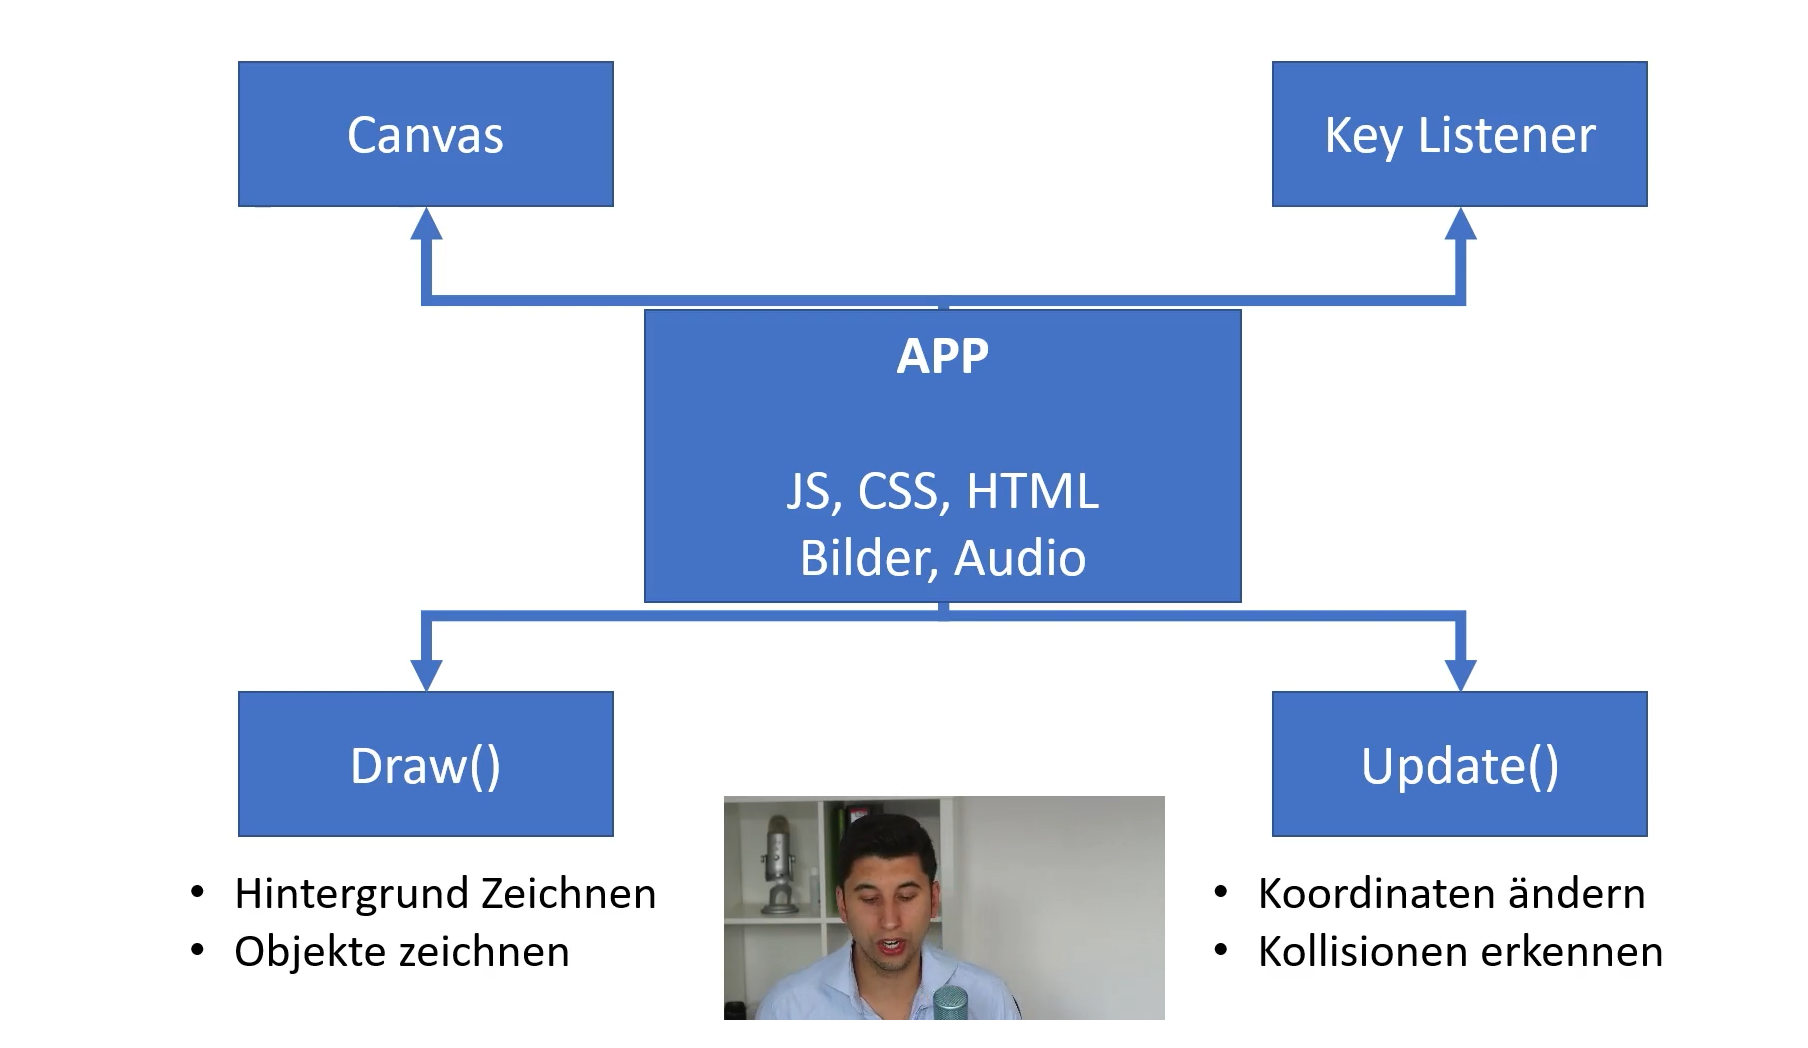 Canvas
Key Listener
APP
JS, CSS, HTML
Bilder, Audio
Draw()
Update()
• Hintergrund Zeichnen
• Objekte zeichnen
• Koordinaten ändern
• Kollisionen erkennen